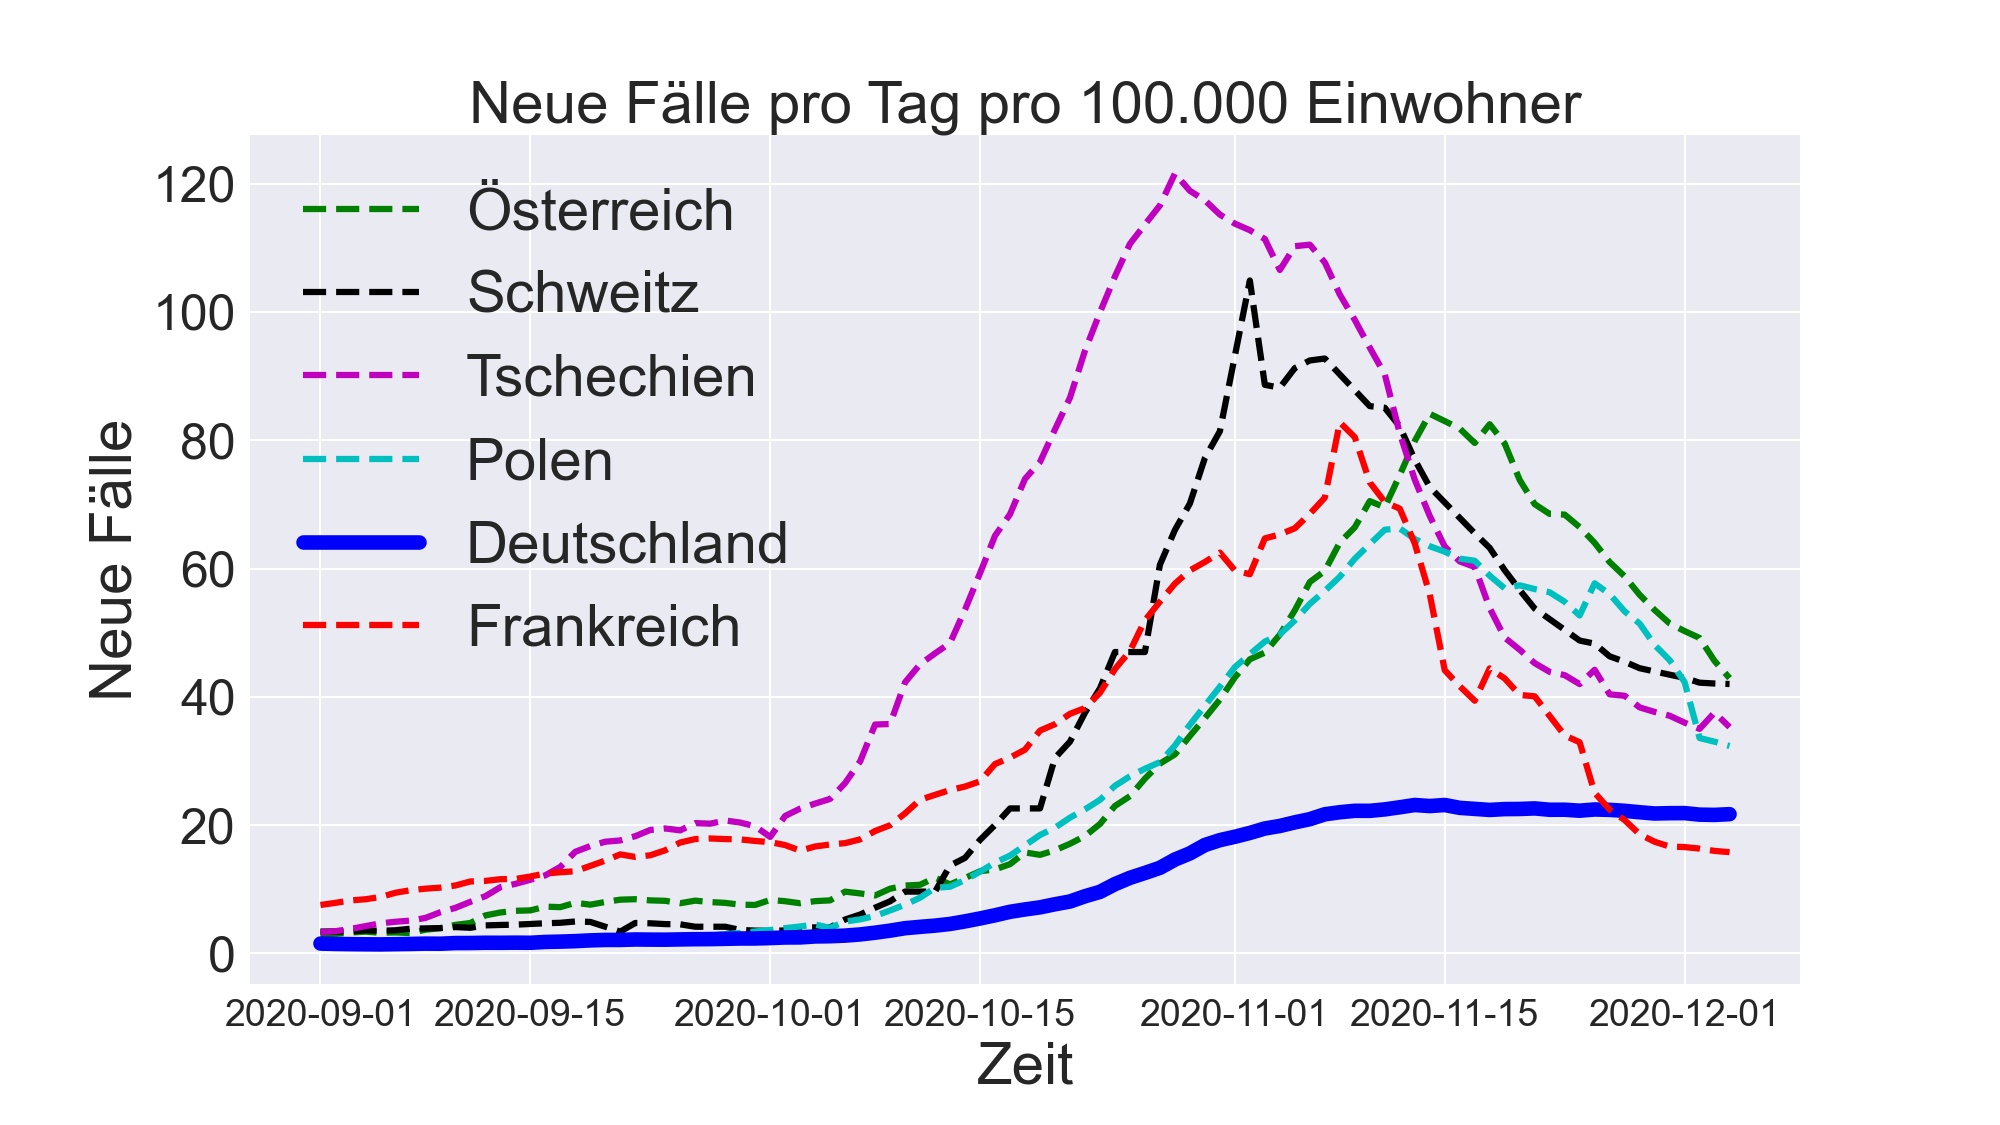 Neue Fälle pro Tag pro 100.000 Einwohner
120
100
80
60
40
20
0
Neue Fälle
Österreich
Schweitz
Tschechien
Polen
Deutschland
Frankreich
2020-09-01 2020-09-15 2020-10-01 2020-10-15 2020-11-01 2020-11-15 2020-12-01
Zeit